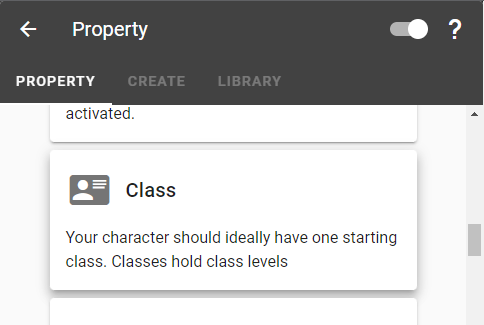 Property
?
PROPERTY CREATE LIBRARY
activated.
Class
Your character should ideally have one starting
class. Classes hold class levels